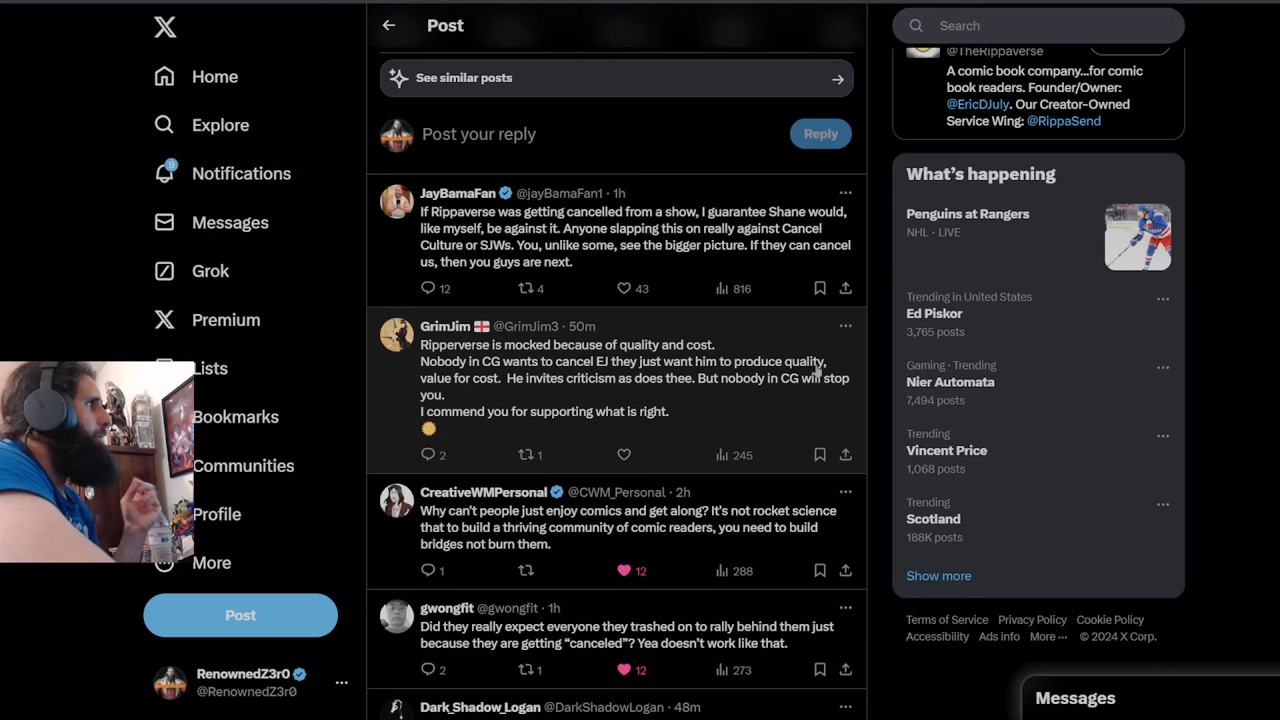 Home
Explore
9
Notifications
Messages
Grok
Premium
Lists
Bookmarks
Communities
Profile
More
Post
RenownedZ3r0
@RenownedZ3r0
Post
See similar posts
Post your reply
Reply
JayBamaFan @jayBamaFan1 · 1h
If Rippaverse was getting cancelled from a show, I guarantee Shane would,
like myself, be against it. Anyone slapping this on really against Cancel
Culture or SJWs. You, unlike some, see the bigger picture. If they can cancel
us, then you guys are next.
12 4 43 816
GrimJim 🏴󠁧󠁢󠁥󠁮󠁧󠁿 @GrimJim3 · 50m
Ripperverse is mocked because of quality and cost.
Nobody in CG wants to cancel EJ they just want him to produce quality,
value for cost. He invites criticism as does thee. But nobody in CG will stop
you.
I commend you for supporting what is right.
2 1 245
CreativeWMPersonal @CWM_Personal · 2h
Why can't people just enjoy comics and get along? It's not rocket science
that to build a thriving community of comic readers, you need to build
bridges not burn them.
1 12 288
gwongfit @gwongfit · 1h
Did they really expect everyone they trashed on to rally behind them just
because they are getting “canceled”? Yea doesn't work like that.
2 1 12 273
Dark_Shadow_Logan @DarkShadowLogan · 48m
Search
@TheRippaverse
A comic book company...for comic
book readers. Founder/Owner:
@EricDJuly. Our Creator-Owned
Service Wing: @RippaSend
What's happening
Penguins at Rangers
NHL · LIVE
Trending in United States
Ed Piskor
3,765 posts
Gaming · Trending
Nier Automata
7,494 posts
Trending
Vincent Price
1,068 posts
Trending
Scotland
188K posts
Show more
Terms of Service Privacy Policy Cookie Policy
Accessibility Ads info More ··· © 2024 X Corp.
Messages